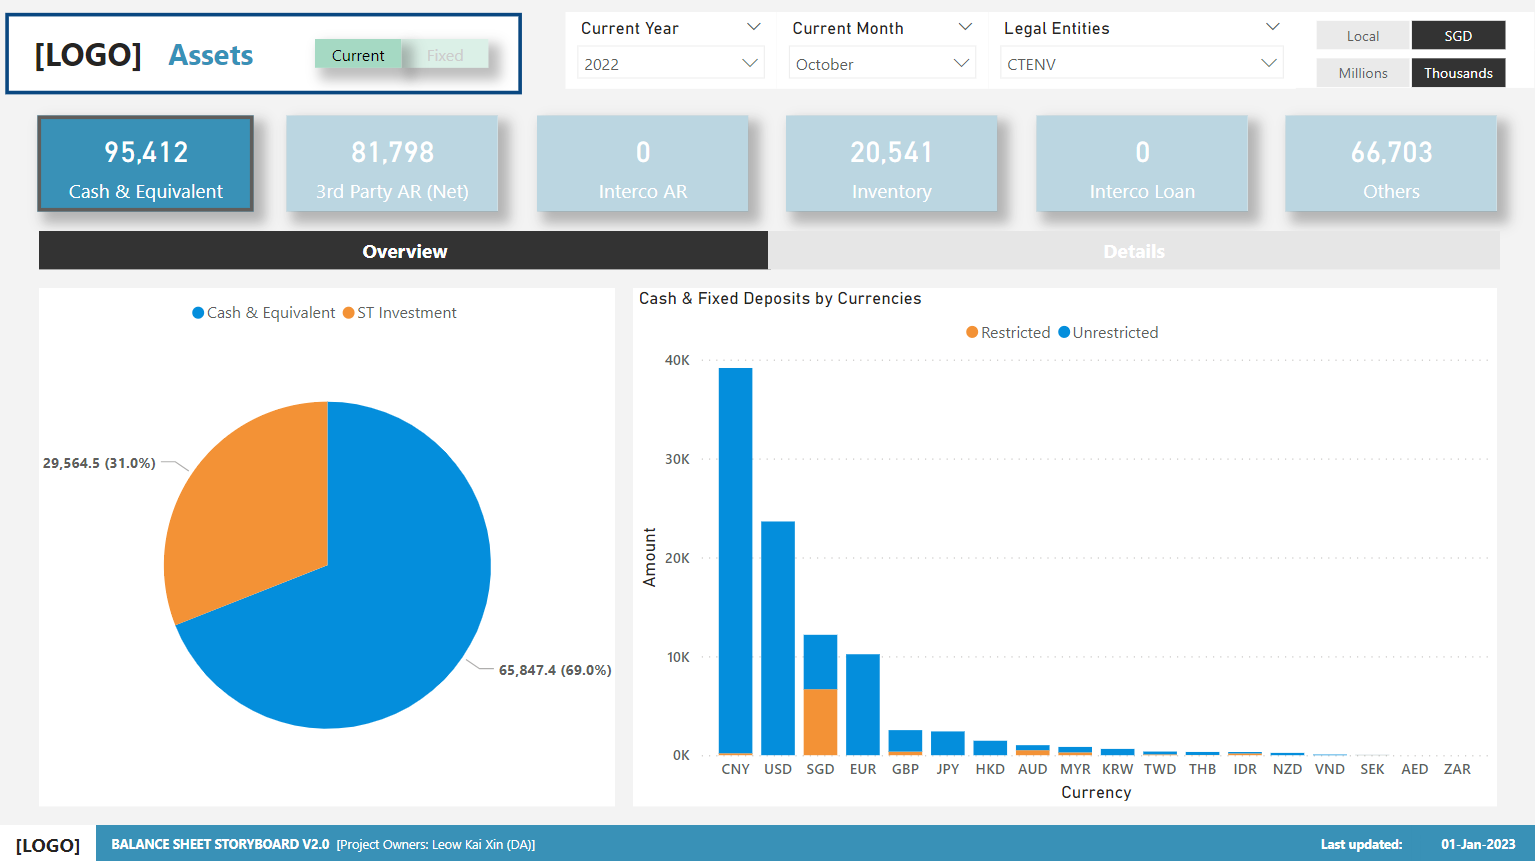 [LOGO] Assets
Current Fixed
Current Year
2022
Current Month
October
Legal Entities
CTENV
Local SGD
Millions Thousands
95,412
Cash & Equivalent
81,798
3rd Party AR (Net)
0
Interco AR
20,541
Inventory
0
Interco Loan
66,703
Others
Overview
Details
Cash & Equivalent ST Investment
29,564.5 (31.0%)
65,847.4 (69.0%)
Cash & Fixed Deposits by Currencies
Restricted Unrestricted
40K
30K
20K
10K
0K
Amount
CNY USD SGD EUR GBP JPY HKD AUD MYR KRW TWD THB IDR NZD VND SEK AED ZAR
Currency
[LOGO] BALANCE SHEET STORYBOARD V2.0 [Project Owners: Leow Kai Xin (DA)] Last updated: 01-Jan-2023